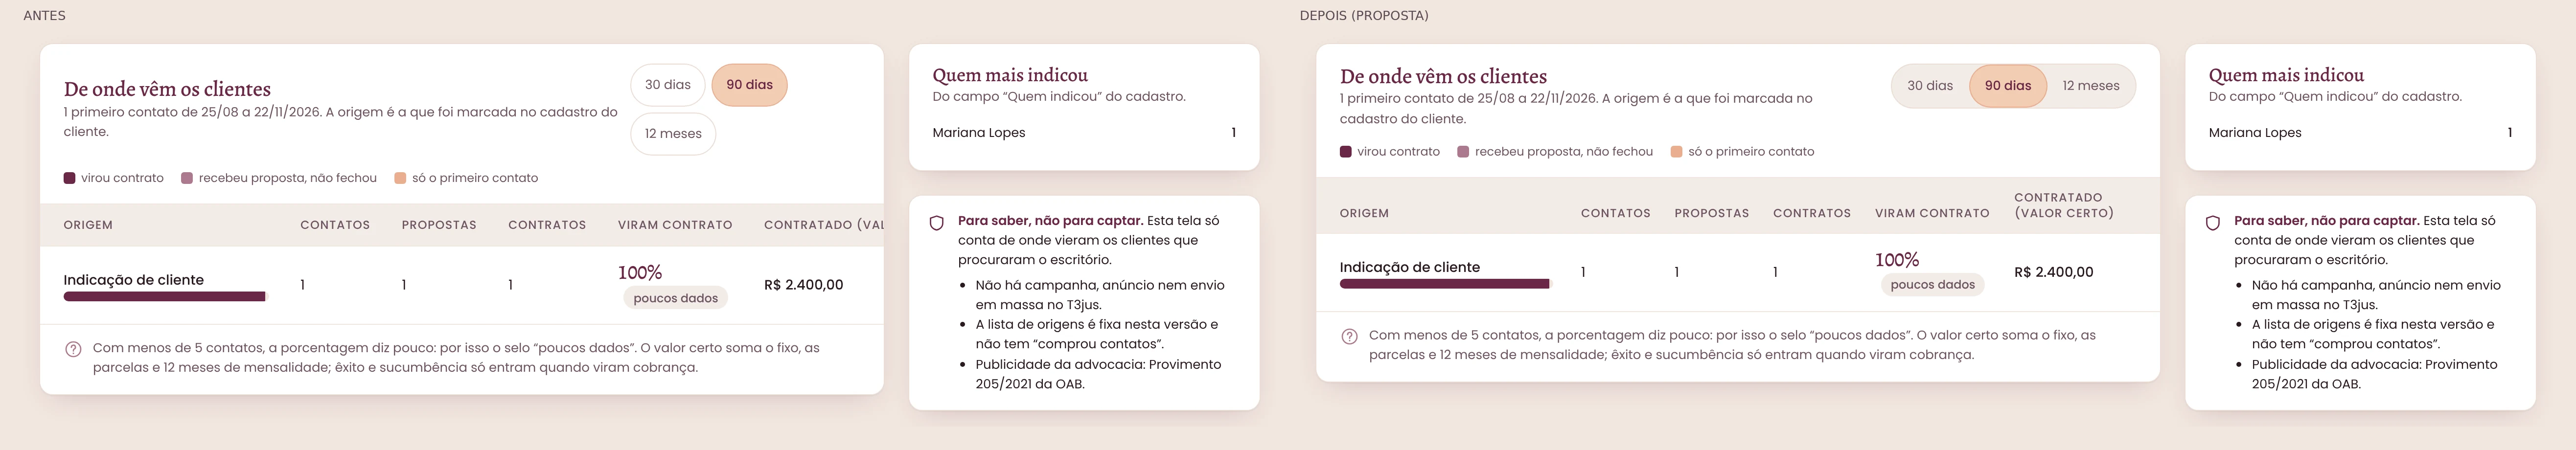 ANTES
De onde vêm os clientes
1 primeiro contato de 25/08 a 22/11/2026. A origem é a que foi marcada no cadastro do
cliente.
30 dias
90 dias
12 meses
virou contrato
recebeu proposta, não fechou
só o primeiro contato
ORIGEM
CONTATOS
PROPOSTAS
CONTRATOS
VIRAM CONTRATO
CONTRATADO (VAL
Indicação de cliente
1
1
1
100%
poucos dados
R$ 2.400,00
Com menos de 5 contatos, a porcentagem diz pouco: por isso o selo “poucos dados”. O valor certo soma o fixo, as
parcelas e 12 meses de mensalidade; êxito e sucumbência só entram quando viram cobrança.
Quem mais indicou
Do campo “Quem indicou” do cadastro.
Mariana Lopes
1
Para saber, não para captar. Esta tela só
conta de onde vieram os clientes que
procuraram o escritório.
Não há campanha, anúncio nem envio
em massa no T3jus.
A lista de origens é fixa nesta versão e
não tem “comprou contatos”.
Publicidade da advocacia: Provimento
205/2021 da OAB.
DEPOIS (PROPOSTA)
De onde vêm os clientes
1 primeiro contato de 25/08 a 22/11/2026. A origem é a que foi marcada no
cadastro do cliente.
30 dias
90 dias
12 meses
virou contrato
recebeu proposta, não fechou
só o primeiro contato
ORIGEM
CONTATOS
PROPOSTAS
CONTRATOS
VIRAM CONTRATO
CONTRATADO
(VALOR CERTO)
Indicação de cliente
1
1
1
100%
poucos dados
R$ 2.400,00
Com menos de 5 contatos, a porcentagem diz pouco: por isso o selo “poucos dados”. O valor certo soma o fixo, as
parcelas e 12 meses de mensalidade; êxito e sucumbência só entram quando viram cobrança.
Quem mais indicou
Do campo “Quem indicou” do cadastro.
Mariana Lopes
1
Para saber, não para captar. Esta tela só
conta de onde vieram os clientes que
procuraram o escritório.
Não há campanha, anúncio nem envio
em massa no T3jus.
A lista de origens é fixa nesta versão e
não tem “comprou contatos”.
Publicidade da advocacia: Provimento
205/2021 da OAB.